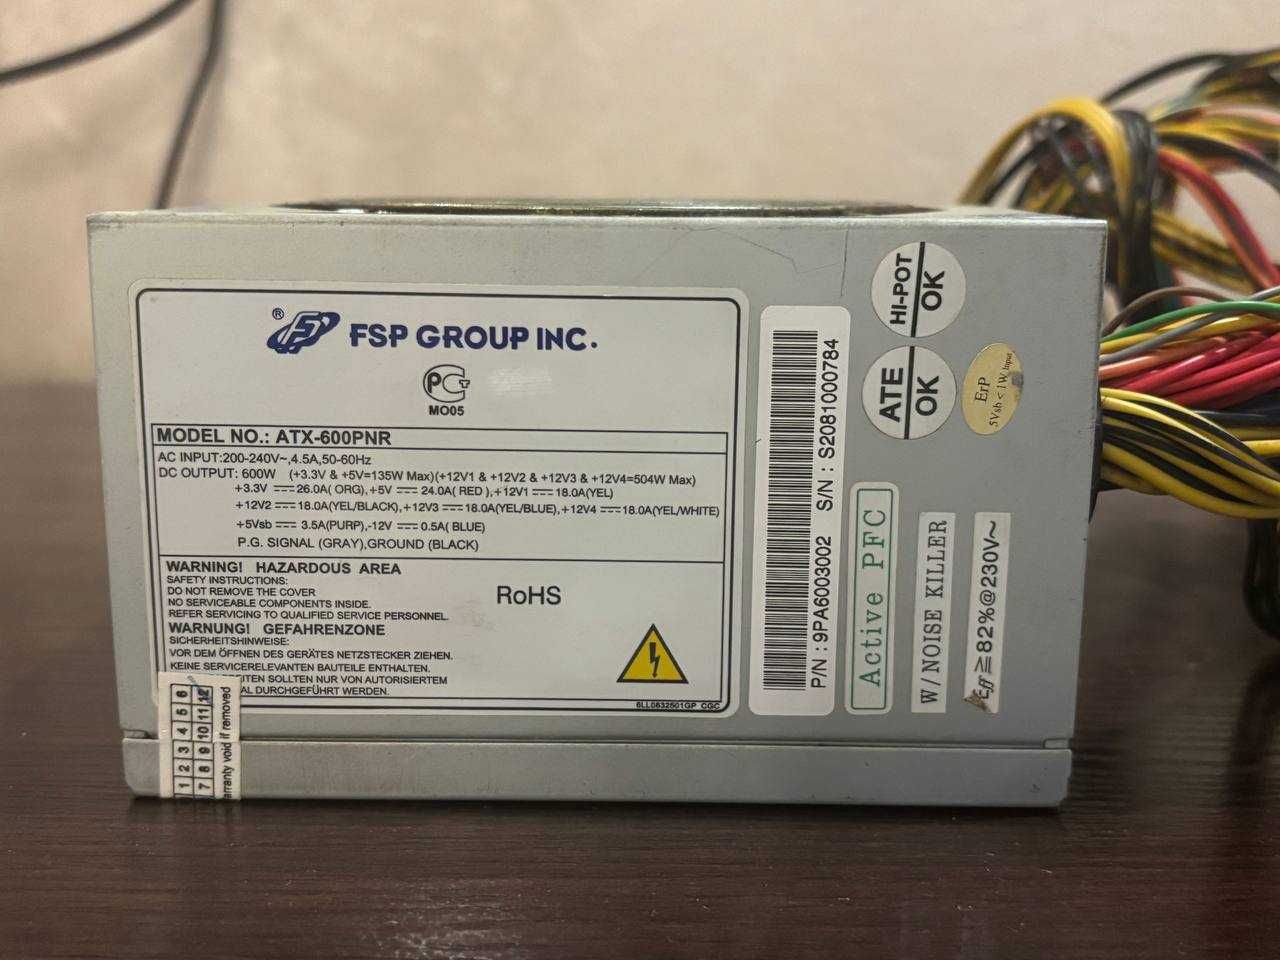 ® FSP GROUP INC.
PG
MO05
MODEL NO.: ATX-600PNR
AC INPUT:200-240V~,4.5A,50-60Hz
DC OUTPUT: 600W (+3.3V & +5V=135W Max)(+12V1 & +12V2 & +12V3 & +12V4=504W Max)
+3.3V ⎓26.0A( ORG),+5V ⎓ 24.0A( RED ),+12V1 ⎓ 18.0A(YEL)
+12V2 ⎓18.0A(YEL/BLACK),+12V3 ⎓18.0A(YEL/BLUE),+12V4 ⎓18.0A(YEL/WHITE)
+5Vsb ⎓ 3.5A(PURP),-12V ⎓ 0.5A( BLUE)
P.G. SIGNAL (GRAY),GROUND (BLACK)
WARNING! HAZARDOUS AREA
SAFETY INSTRUCTIONS:
DO NOT REMOVE THE COVER
NO SERVICEABLE COMPONENTS INSIDE.
REFER SERVICING TO QUALIFIED SERVICE PERSONNEL.
WARNUNG! GEFAHRENZONE
SICHERHEITSHINWEISE:
VOR DEM ÖFFNEN DES GERÄTES NETZSTECKER ZIEHEN.
KEINE SERVICERELEVANTEN BAUTEILE ENTHALTEN.
EITEN SOLLTEN NUR VON AUTORISIERTEM
AL DURCHGEFÜHRT WERDEN.
RoHS
6LL0632501GP CGC
1 2 3 4 5 6
7 8 9 10 11 12
arranty void if removed
P/N : 9PA6003002 S/N : S2081000784
HI-POT
OK
ATE
OK
ErP
5Vsb < 1W Input
Active PFC
W/NOISE KILLER
Eff ≧82%@230V~